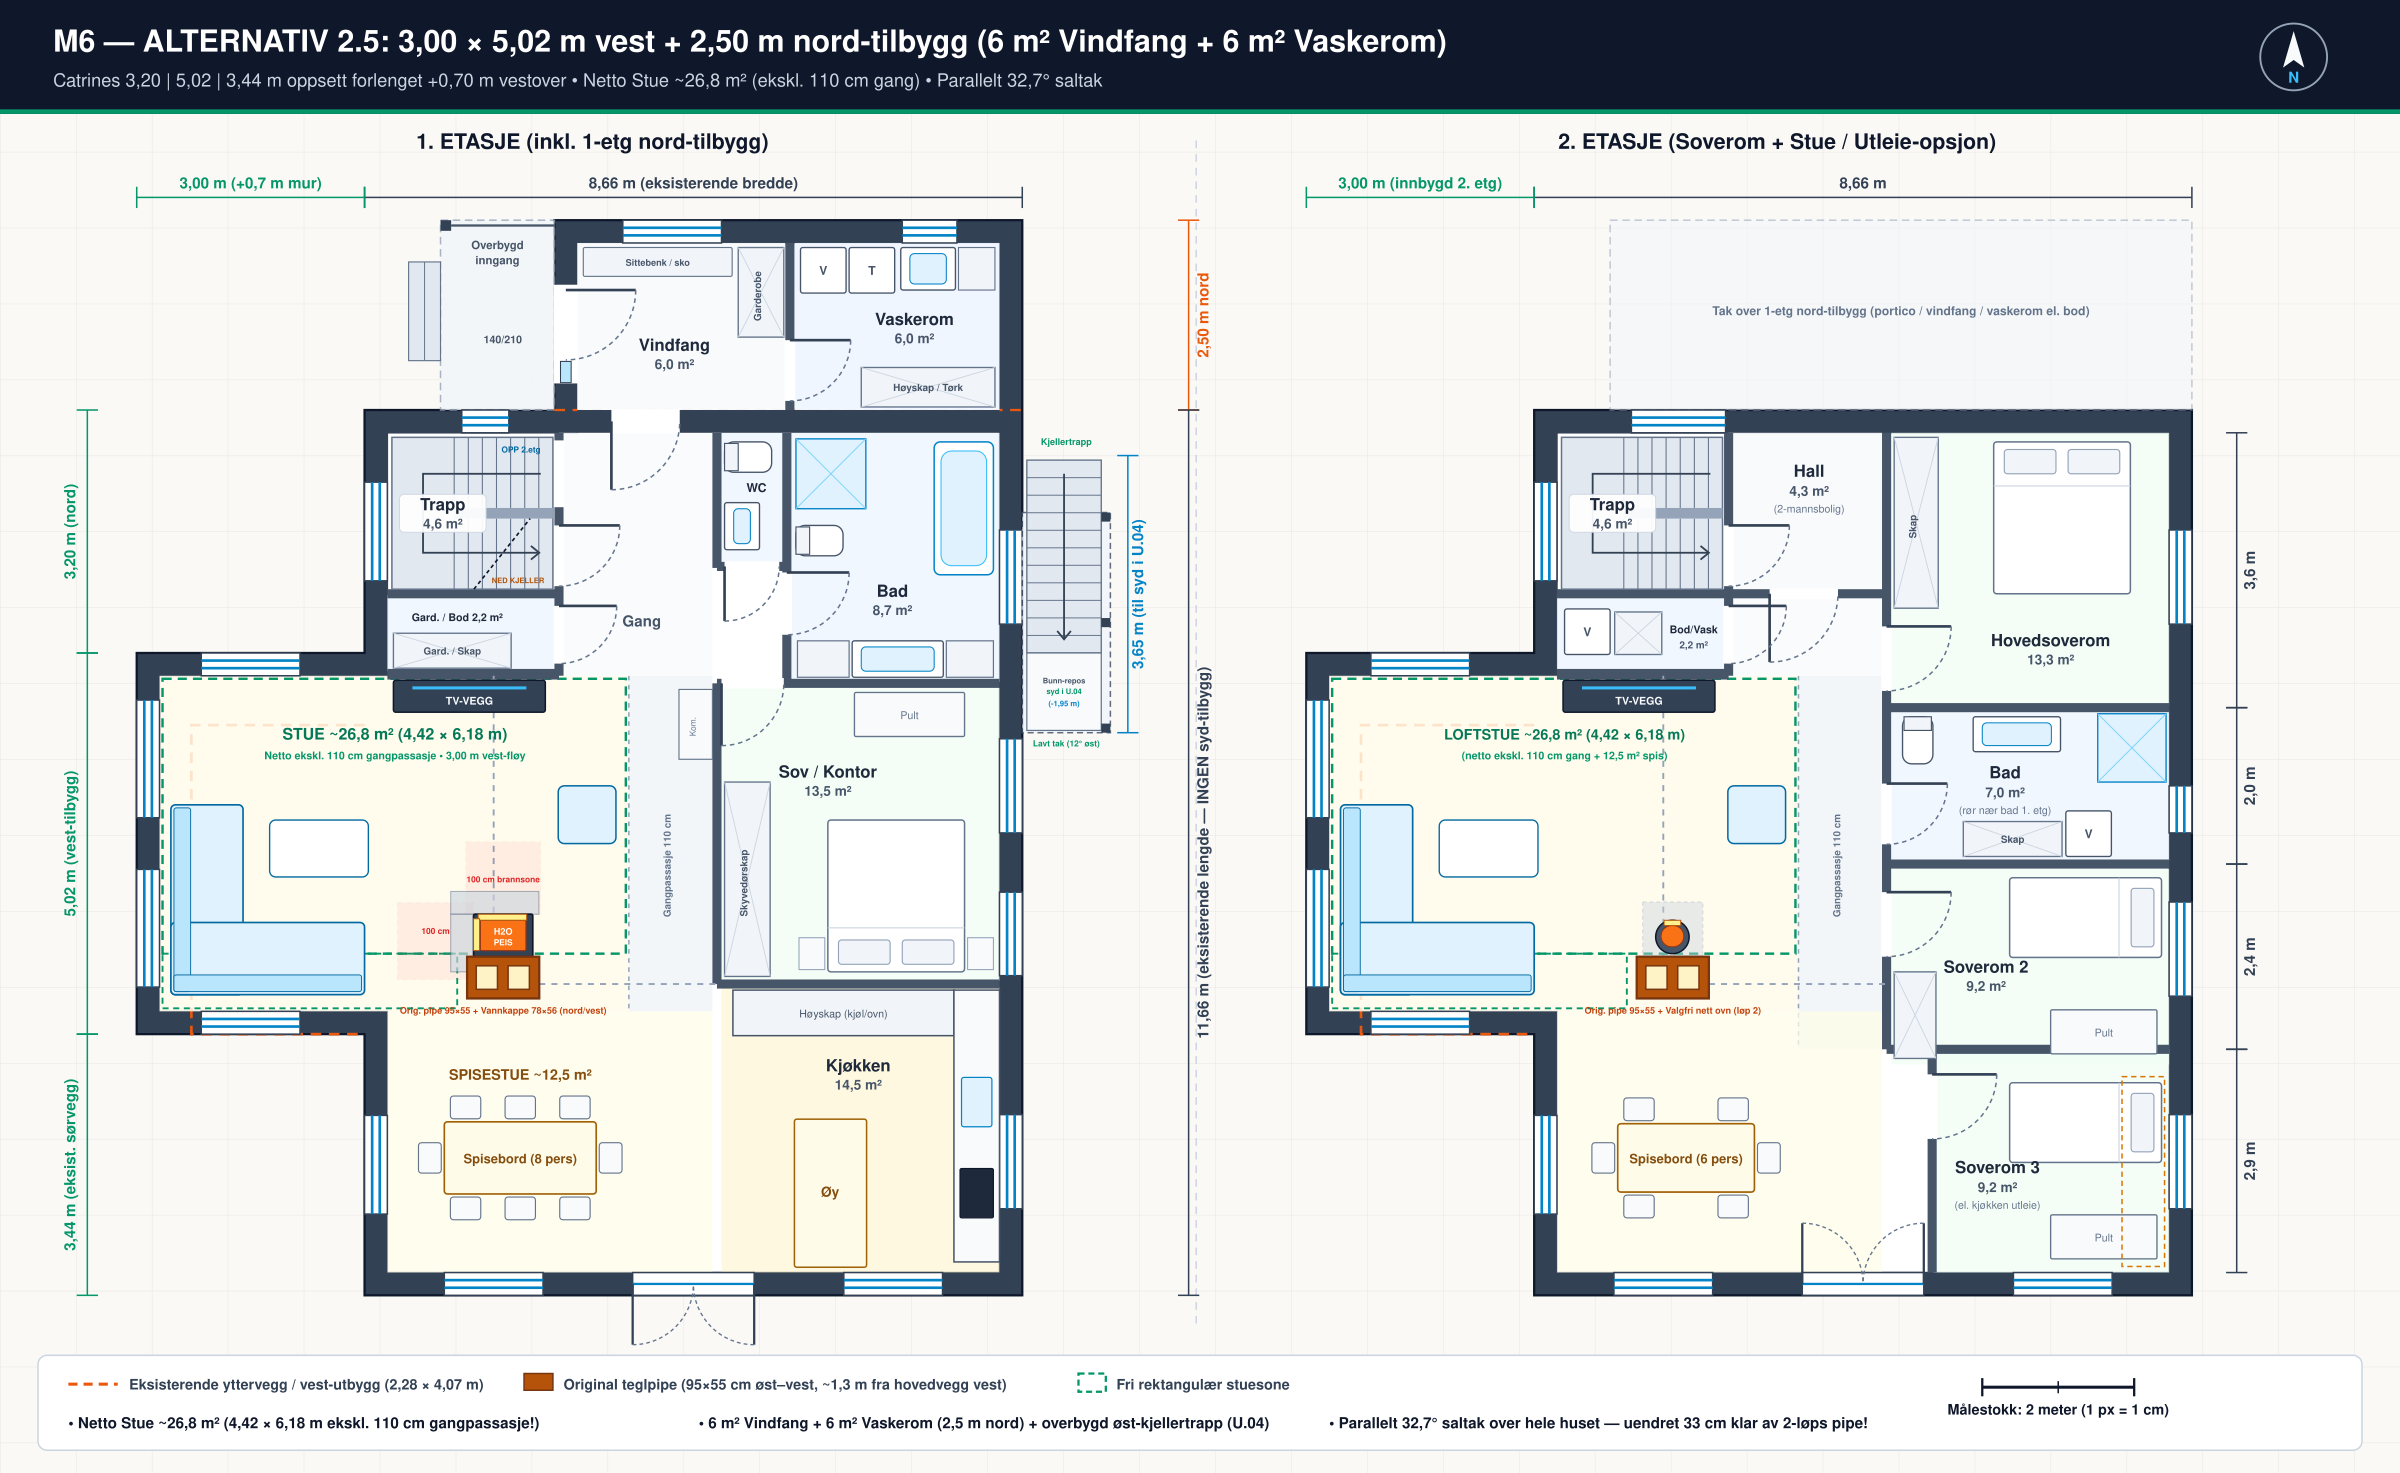 M6 — ALTERNATIV 2.5: 3,00 × 5,02 m vest + 2,50 m nord-tilbygg (6 m² Vindfang + 6 m² Vaskerom)
Catrines 3,20 | 5,02 | 3,44 m oppsett forlenget +0,70 m vestover • Netto Stue ~26,8 m² (ekskl. 110 cm gang) • Parallelt 32,7° saltak
N
1. ETASJE (inkl. 1-etg nord-tilbygg)
3,00 m (+0,7 m mur)
8,66 m (eksisterende bredde)
Overbygd
inngang
140/210
Sittebenk / sko
Garderobe
V
T
Vindfang
6,0 m²
Vaskerom
6,0 m²
Høyskap / Tørk
2,50 m nord
OPP 2.etg
Trapp
4,6 m²
NED KJELLER
WC
Bad
8,7 m²
Kjellertrapp
3,65 m (til syd i U.04)
Bunn-repos
syd i U.04
(-1,95 m)
Lavt tak (12° øst)
Gard. / Bod 2,2 m²
Gard. / Skap
Gang
3,20 m (nord)
5,02 m (vest-tilbygg)
3,44 m (eksist. sørvegg)
TV-VEGG
Kom.
Pult
STUE ~26,8 m² (4,42 × 6,18 m)
Netto ekskl. 110 cm gangpassasje • 3,00 m vest-fløy
Sov / Kontor
13,5 m²
Skyvedørskap
Gangpassasje 110 cm
100 cm brannsone
100 cm
H2O
PEIS
Orig. pipe 95×55 + Vannkappe 78×56 (nord/vest)
Høyskap (kjøl/ovn)
Kjøkken
14,5 m²
Øy
SPISESTUE ~12,5 m²
Spisebord (8 pers)
11,66 m (eksisterende lengde — INGEN syd-tilbygg)
2. ETASJE (Soverom + Stue / Utleie-opsjon)
3,00 m (innbygd 2. etg)
8,66 m
Tak over 1-etg nord-tilbygg (portico / vindfang / vaskerom el. bod)
Trapp
4,6 m²
Hall
4,3 m²
(2-mannsbolig)
Skap
Hovedsoverom
13,3 m²
V
Bod/Vask
2,2 m²
TV-VEGG
LOFTSTUE ~26,8 m² (4,42 × 6,18 m)
(netto ekskl. 110 cm gang + 12,5 m² spis)
Gangpassasje 110 cm
Bad
7,0 m²
(rør nær bad 1. etg)
Skap
V
Soverom 2
9,2 m²
Pult
Orig. pipe 95×55 + Valgfri nett ovn (løp 2)
Spisebord (6 pers)
Soverom 3
9,2 m²
(el. kjøkken utleie)
Pult
3,6 m
2,0 m
2,4 m
2,9 m
Eksisterende yttervegg / vest-utbygg (2,28 × 4,07 m)
Original teglpipe (95×55 cm øst–vest, ~1,3 m fra hovedvegg vest)
Fri rektangulær stuesone
Målestokk: 2 meter (1 px = 1 cm)
• Netto Stue ~26,8 m² (4,42 × 6,18 m ekskl. 110 cm gangpassasje!)
• 6 m² Vindfang + 6 m² Vaskerom (2,5 m nord) + overbygd øst-kjellertrapp (U.04)
• Parallelt 32,7° saltak over hele huset — uendret 33 cm klar av 2-løps pipe!